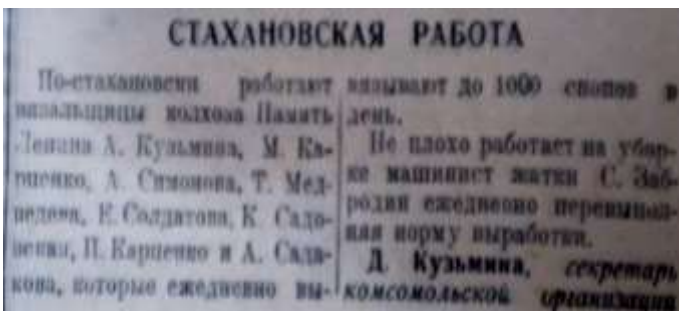 СТАХАНОВСКАЯ РАБОТА
По-стахановски работают
вязальщицы колхоза Память
Ленина А. Кузьмина, М. Ка-
рпенко, А. Симонова, Т. Мед-
ведева, Е. Солдатова, К. Садо-
П. Карпенко и А. Сала-
кова, которые ежедневно вы-
вязывают до 1000 снопов в
день.
Не плохо работает на убор-
ке машинист жатки С. Заб-
родин ежедневно перевыпол-
няя норму выработки.
Д. Кузьмина, секретарь
комсомольской организации